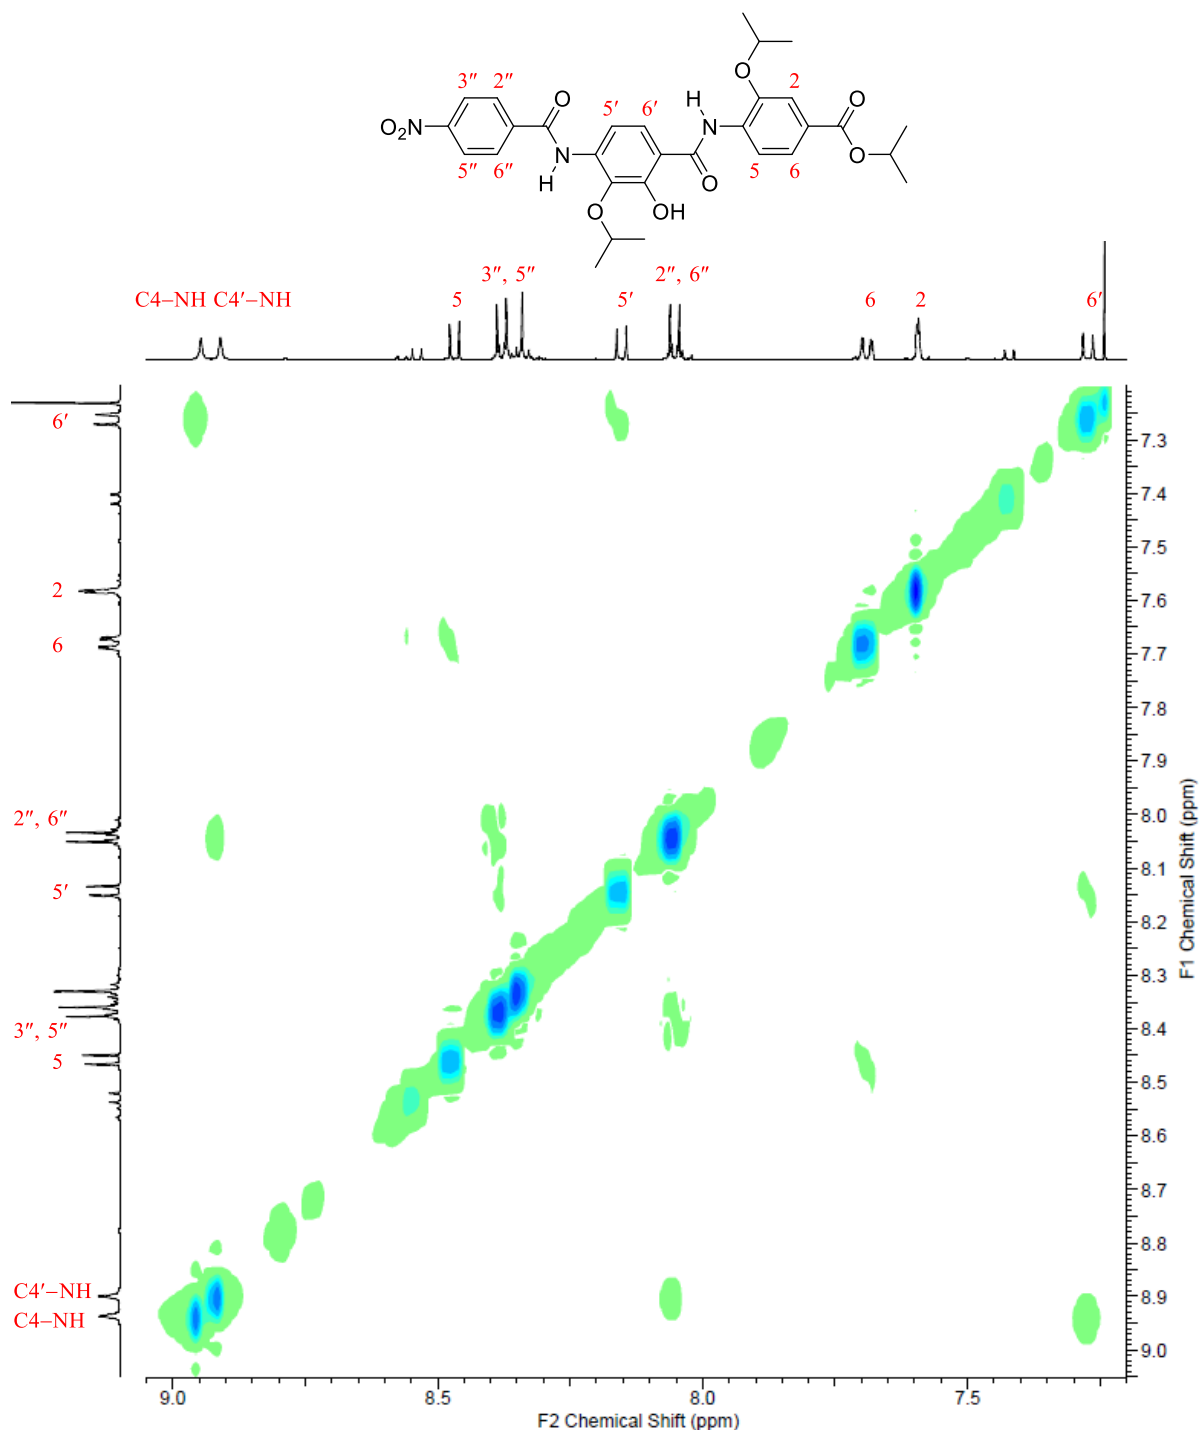 O
2
3″ 2″
H
5′ 6′
O
O
O₂N
N
N
O
5″ 6″
H
O
5 6
O
OH
3″, 5″
2″, 6″
C4–NH C4′–NH
5
5′
6
2
6′
6′
2
6
2″, 6″
5′
3″, 5″
5
C4′–NH
C4–NH
7.3
7.4
7.5
7.6
7.7
7.8
7.9
8.0
8.1
8.2
8.3
8.4
8.5
8.6
8.7
8.8
8.9
9.0
F1 Chemical Shift (ppm)
9.0 8.5 8.0 7.5
F2 Chemical Shift (ppm)